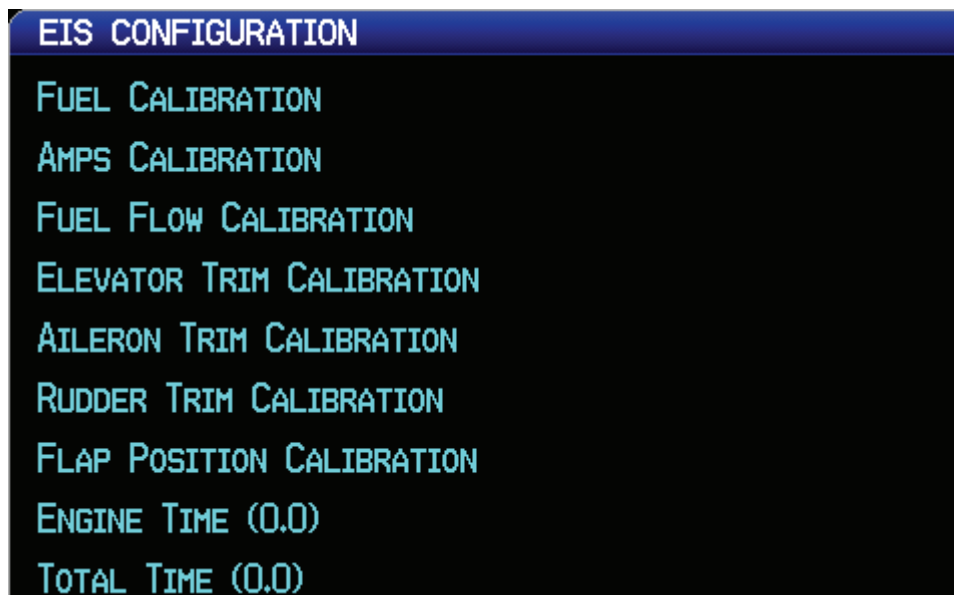 EIS CONFIGURATION
FUEL CALIBRATION
AMPS CALIBRATION
FUEL FLOW CALIBRATION
ELEVATOR TRIM CALIBRATION
AILERON TRIM CALIBRATION
RUDDER TRIM CALIBRATION
FLAP POSITION CALIBRATION
ENGINE TIME (0.0)
TOTAL TIME (0.0)